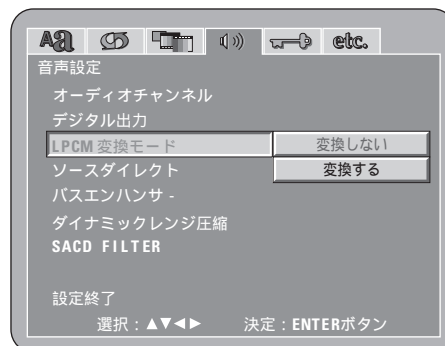 Aa etc.
音声設定
オーディオチャンネル
デジタル出力
LPCM 変換モード 変換しない
ソースダイレクト 変換する
バスエンハンサ -
ダイナミックレンジ圧縮
SACD FILTER
設定終了
選択：▲▼◀▶ 決定：ENTERボタン